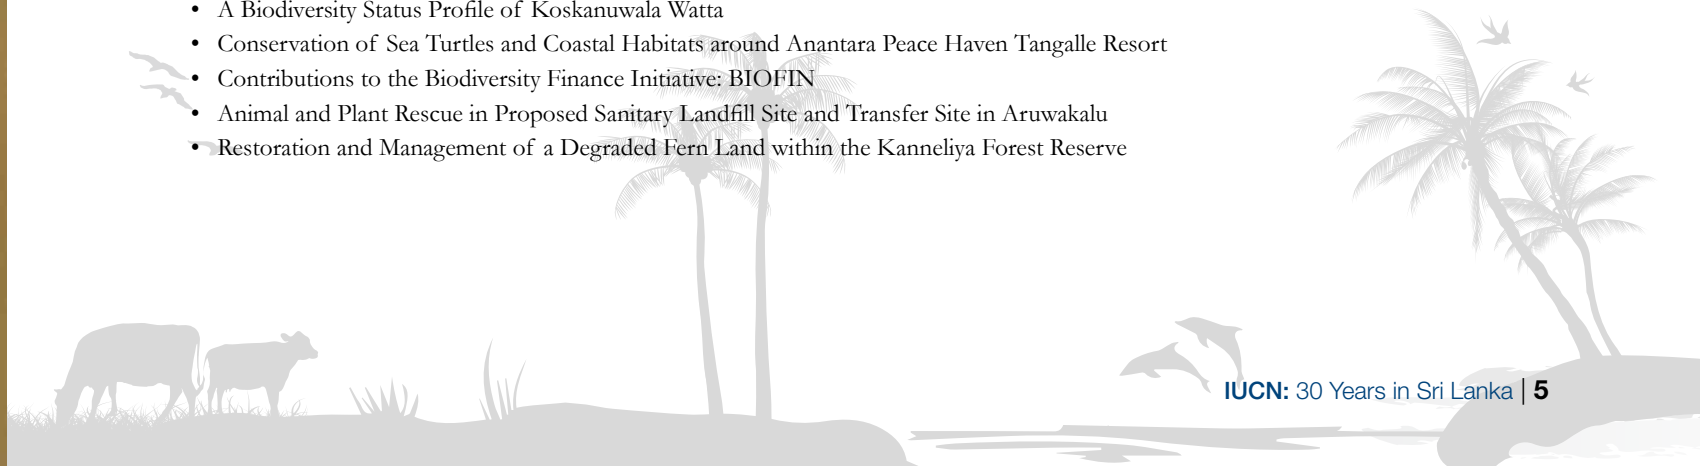 • A Biodiversity Status Profile of Koskanuwala Watta
• Conservation of Sea Turtles and Coastal Habitats around Anantara Peace Haven Tangalle Resort
• Contributions to the Biodiversity Finance Initiative: BIOFIN
• Animal and Plant Rescue in Proposed Sanitary Landfill Site and Transfer Site in Aruwakalu
• Restoration and Management of a Degraded Fern Land within the Kanneliya Forest Reserve
IUCN: 30 Years in Sri Lanka | 5